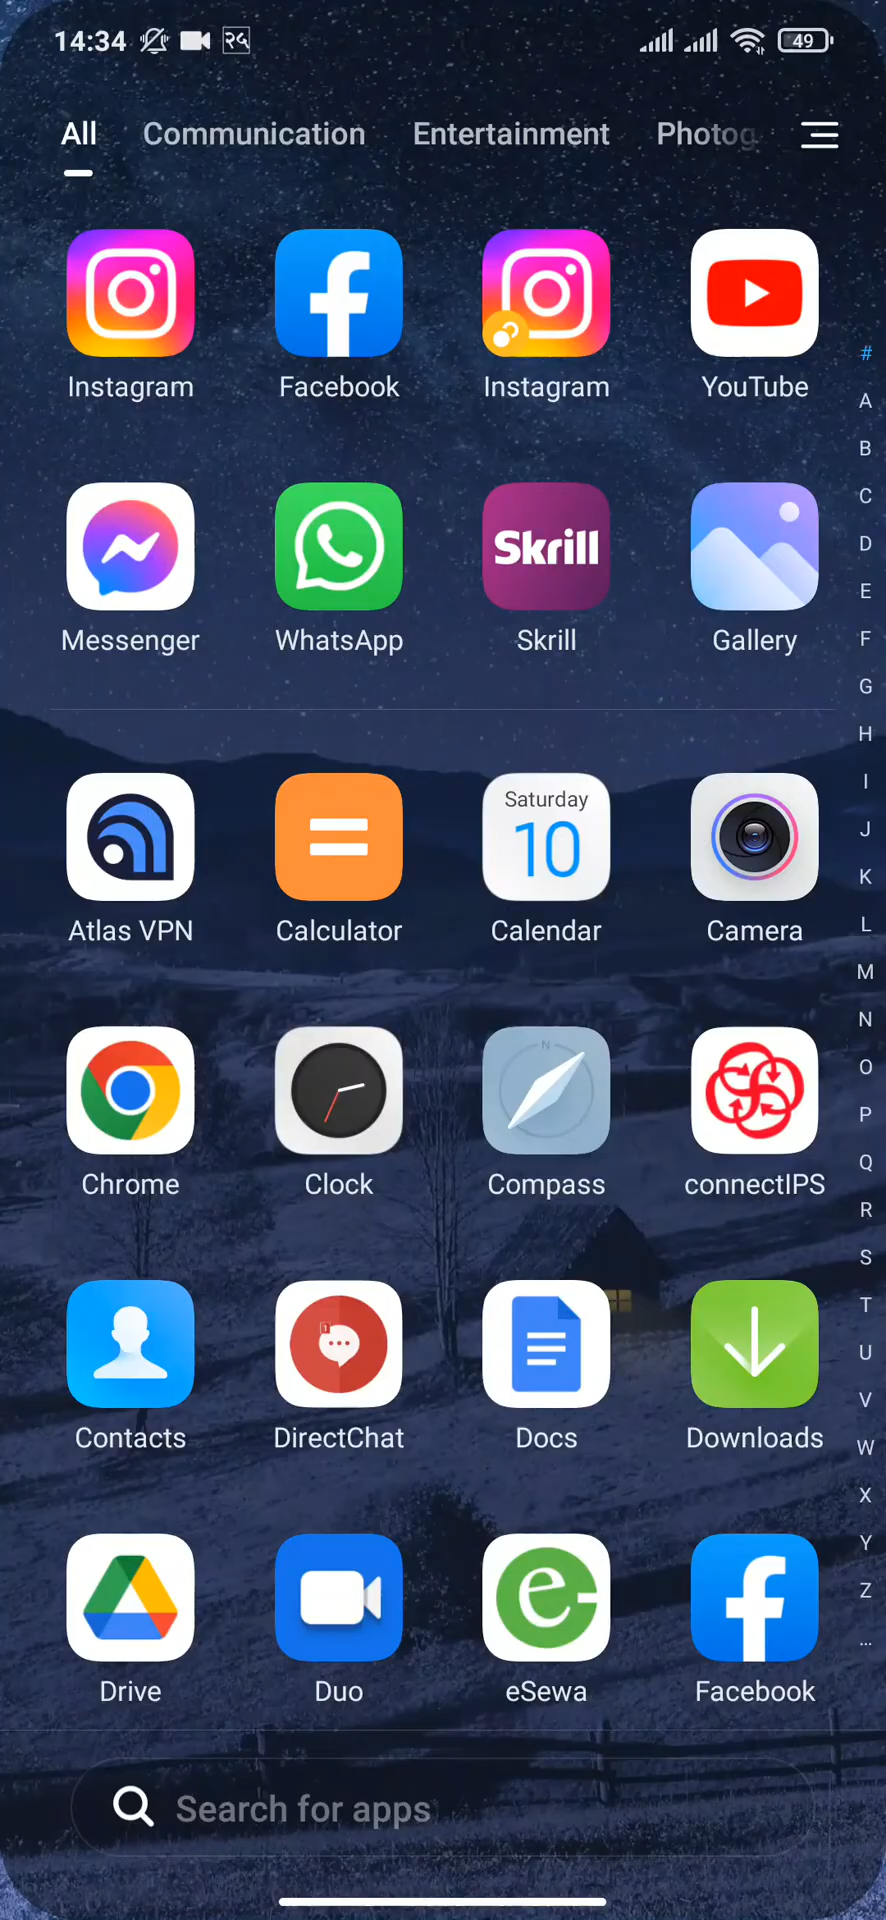 14:34 २५ 49
All Communication Entertainment Photog
Instagram Facebook Instagram YouTube
#
A
B
Messenger WhatsApp Skrill Gallery
Skrill
C
D
E
F
G
H
I
J
K
L
M
N
O
P
Q
R
S
T
U
V
W
X
Y
Z
...
Saturday
10
Atlas VPN Calculator Calendar Camera
N
Chrome Clock Compass connectIPS
1
Contacts DirectChat Docs Downloads
Drive Duo eSewa Facebook
Search for apps